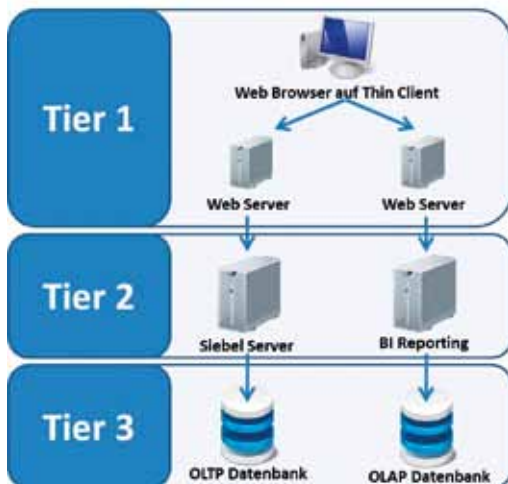 Tier 1
Web Browser auf Thin Client
Web Server Web Server
Tier 2
Siebel Server BI Reporting
Tier 3
OLTP Datenbank OLAP Datenbank